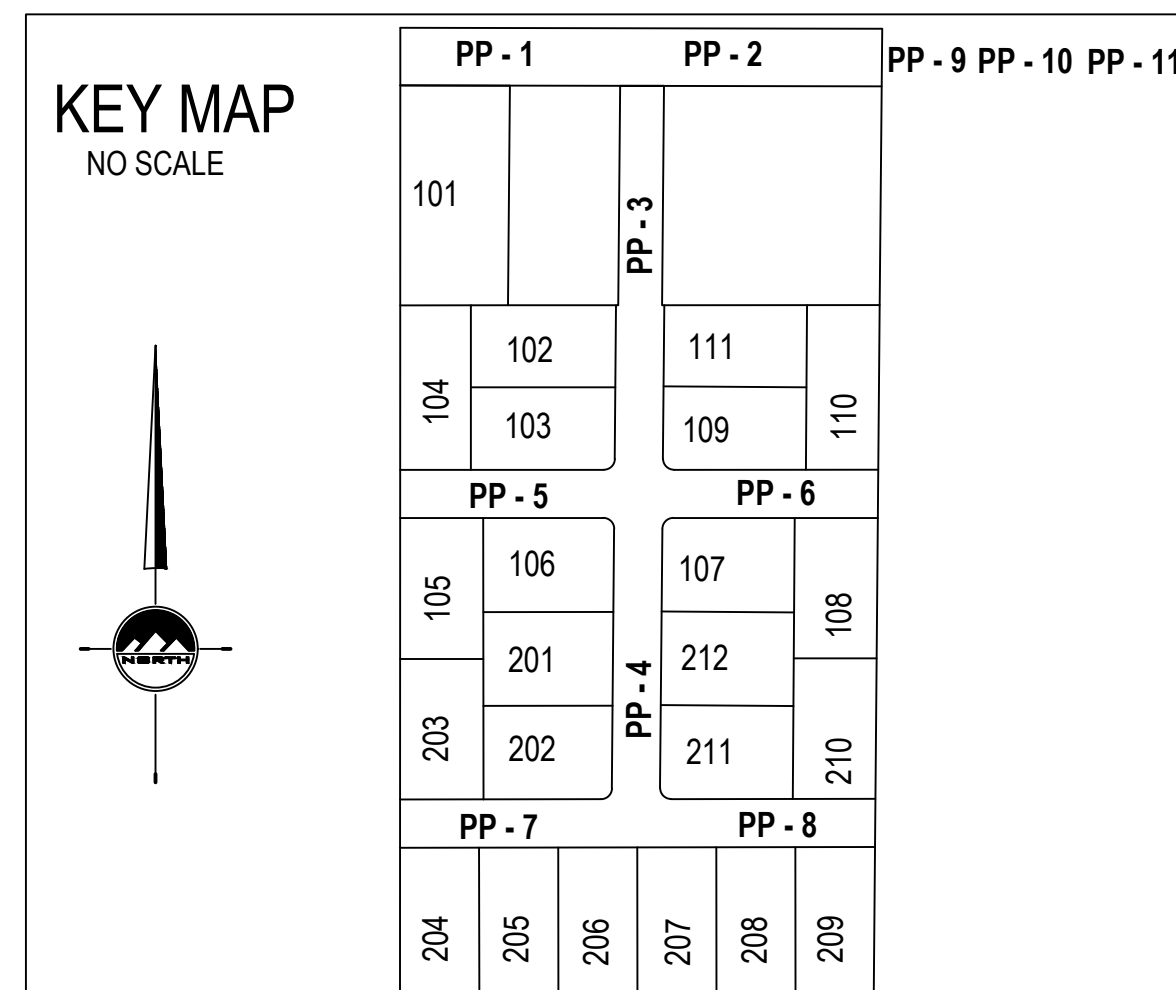 KEY MAP
NO SCALE
PP - 1
PP - 2
PP - 9 PP - 10 PP - 11
101
PP - 3
104
102
103
111
109
110
PP - 5
PP - 6
105
106
107
108
NORTH
201
212
PP - 4
203
202
211
210
PP - 7
PP - 8
204
205
206
207
208
209